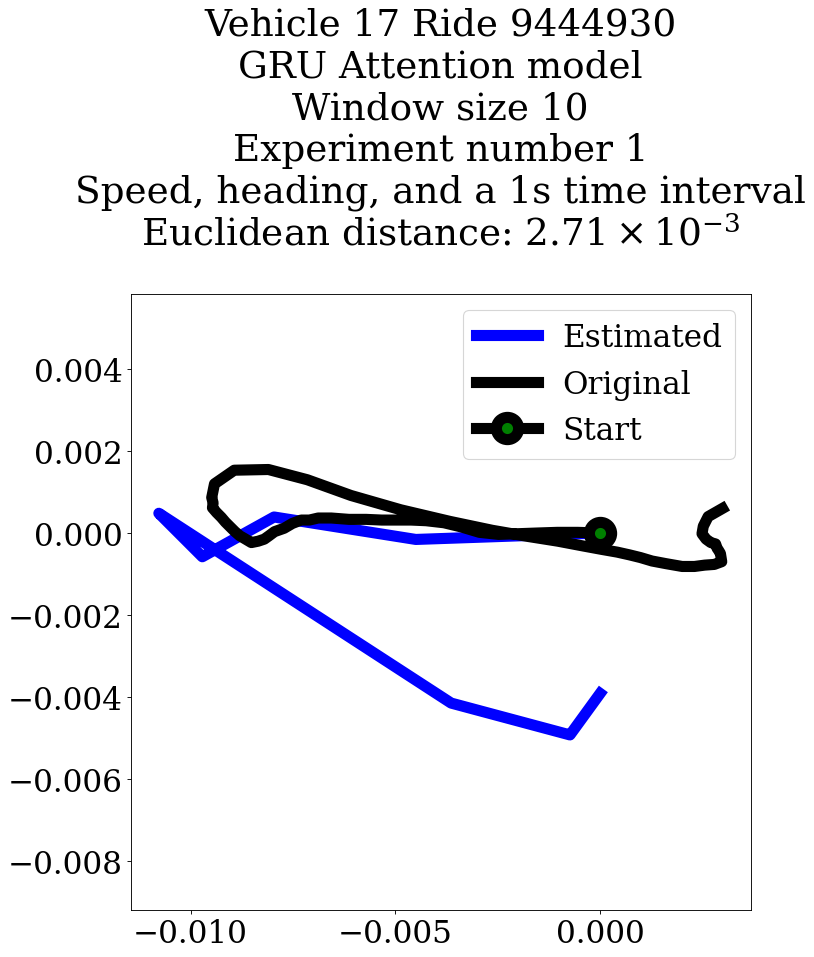 Vehicle 17 Ride 9444930
GRU Attention model
Window size 10
Experiment number 1
Speed, heading, and a 1s time interval
Euclidean distance: 2.71 × 10⁻³
Estimated
Original
Start
0.004
0.002
0.000
−0.002
−0.004
−0.006
−0.008
−0.010
−0.005
0.000